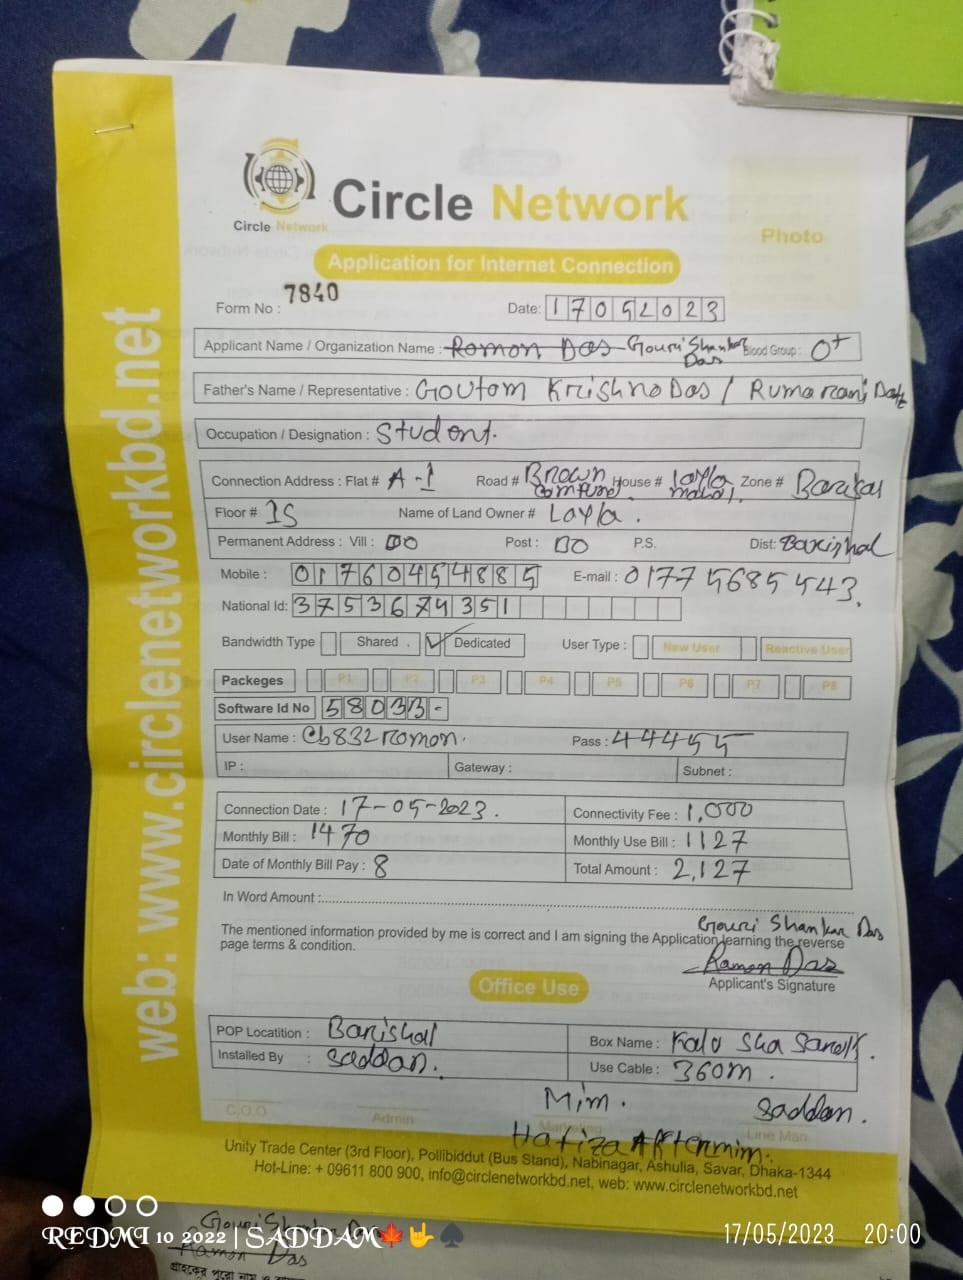 Circle Network
Circle Network
Photo
Application for Internet Connection
web: www.circlenetworkbd.net
Form No : 7840
Date: 17052023
Applicant Name / Organization Name : Romon Das Gouri Shankar Das Blood Group : O+
Father's Name / Representative : Goutom Krishno Das / Ruma rani Das
Occupation / Designation : Student.
Connection Address : Flat # A-1 Road # Brown Compund. House # Layla mahal. Zone # Barisal
Floor # 1S Name of Land Owner # Layla .
Permanent Address : Vill : DO Post : DO P.S. Dist: Barishal
Mobile : 01760454885 E-mail : 01775685543.
National Id: 3753674351
Bandwidth Type Shared . Dedicated User Type : New User Reactive User
Packeges P1 P2 P3 P4 P5 P6 P7 P8
Software Id No 58033-
User Name : Cb832romon. Pass : 44455
IP : Gateway : Subnet :
Connection Date : 17-05-2023. Connectivity Fee : 1,000
Monthly Bill : 1470 Monthly Use Bill : 1127
Date of Monthly Bill Pay : 8 Total Amount : 2,127
In Word Amount :
Gouri Shankar Das
The mentioned information provided by me is correct and I am signing the Application learning the reverse
page terms & condition.
Ramon Das
Applicant's Signature
Office Use
POP Locatition : Barishal Box Name : Kalu Sha
Installed By : Saddan. Use Cable : 360m .
Mim. Saddan.
C.O.O Admin Marketing Line Man
Hafiza Akter mim.
Unity Trade Center (3rd Floor), Pollibiddut (Bus Stand), Nabinagar, Ashulia, Savar, Dhaka-1344
Hot-Line: + 09611 800 900, info@circlenetworkbd.net, web: www.circlenetworkbd.net
Gouri Shankar Das
Ramon Das
REDMI 10 2022 | SADDAM🍁🤟♠️
17/05/2023 20:00